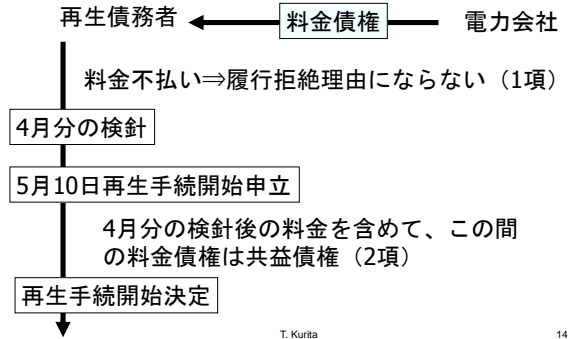 再生債務者
料金債権
電力会社
料金不払い⇒履行拒絶理由にならない（1項）
4月分の検針
5月10日再生手続開始申立
4月分の検針後の料金を含めて、この間
の料金債権は共益債権（2項）
再生手続開始決定
T. Kurita
14